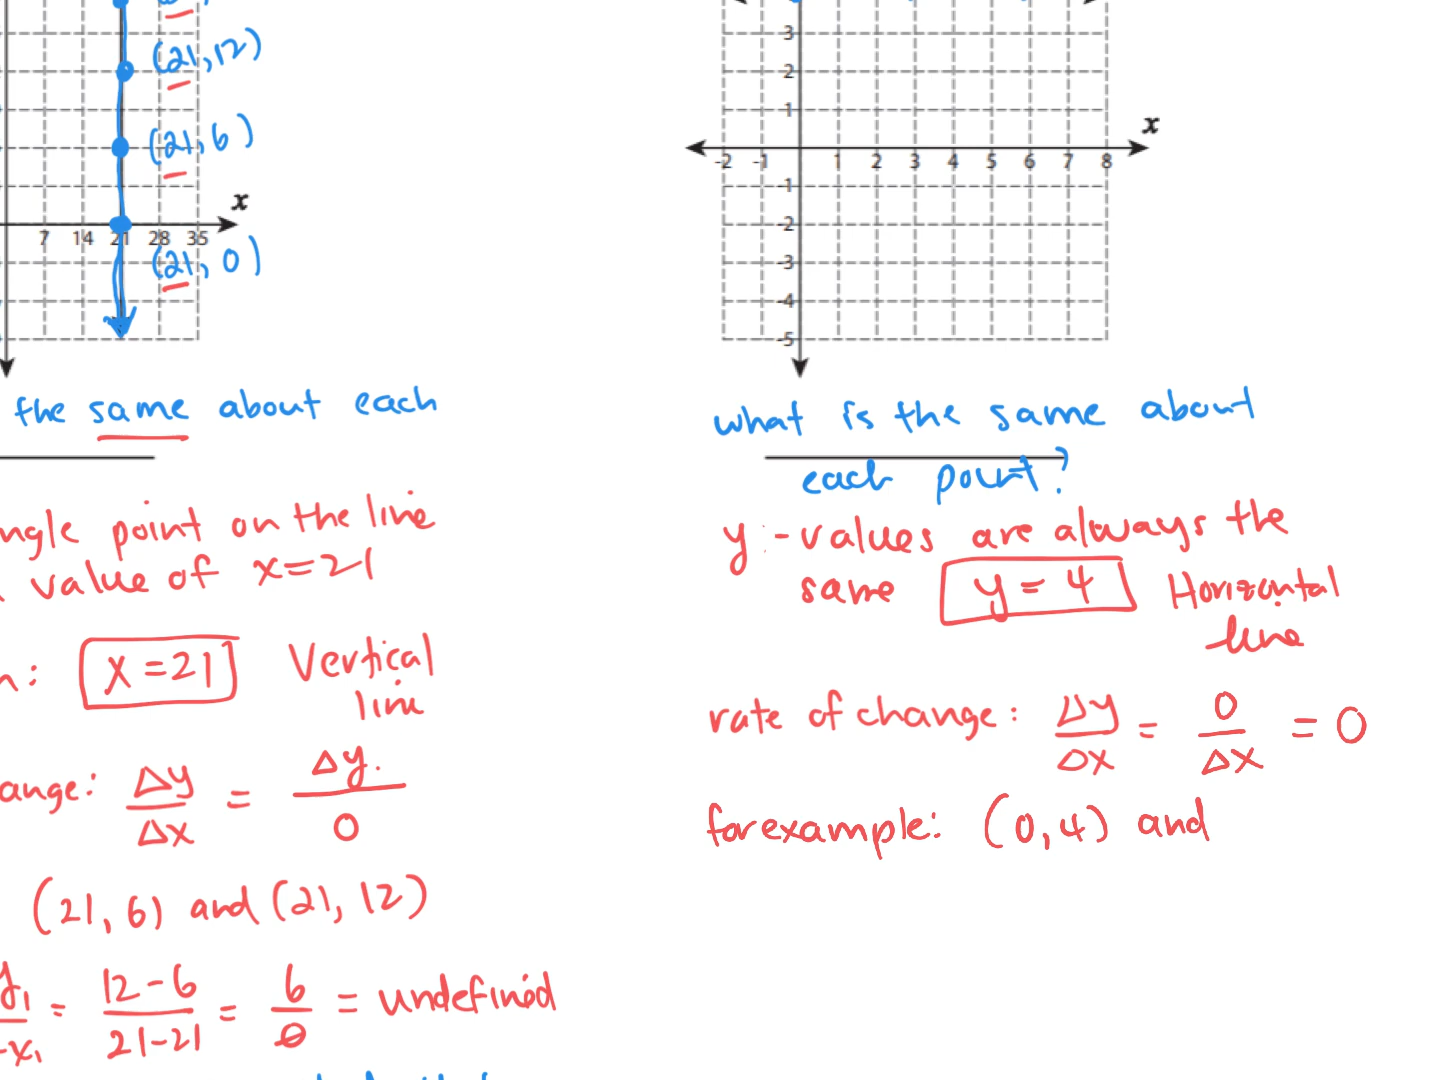 (21,12)
(21,6)
x
7 14 21 28 35
(21, 0)
the same about each
ngle point on the line
value of x=21
n: x = 21 Vertical
line
ange: Δy/Δx = Δy/0
(21, 6) and (21, 12)
y₁/-x₁ = 12-6/21-21 = 6/0 = undefined
3
2
1
x
-2 -1 1 2 3 4 5 6 7 8
-1
-2
-3
-4
-5
what is the same about
each point?
y-values are always the
same y = 4 Horizontal
line
rate of change: Δy/Δx = 0/Δx = 0
for example: (0,4) and